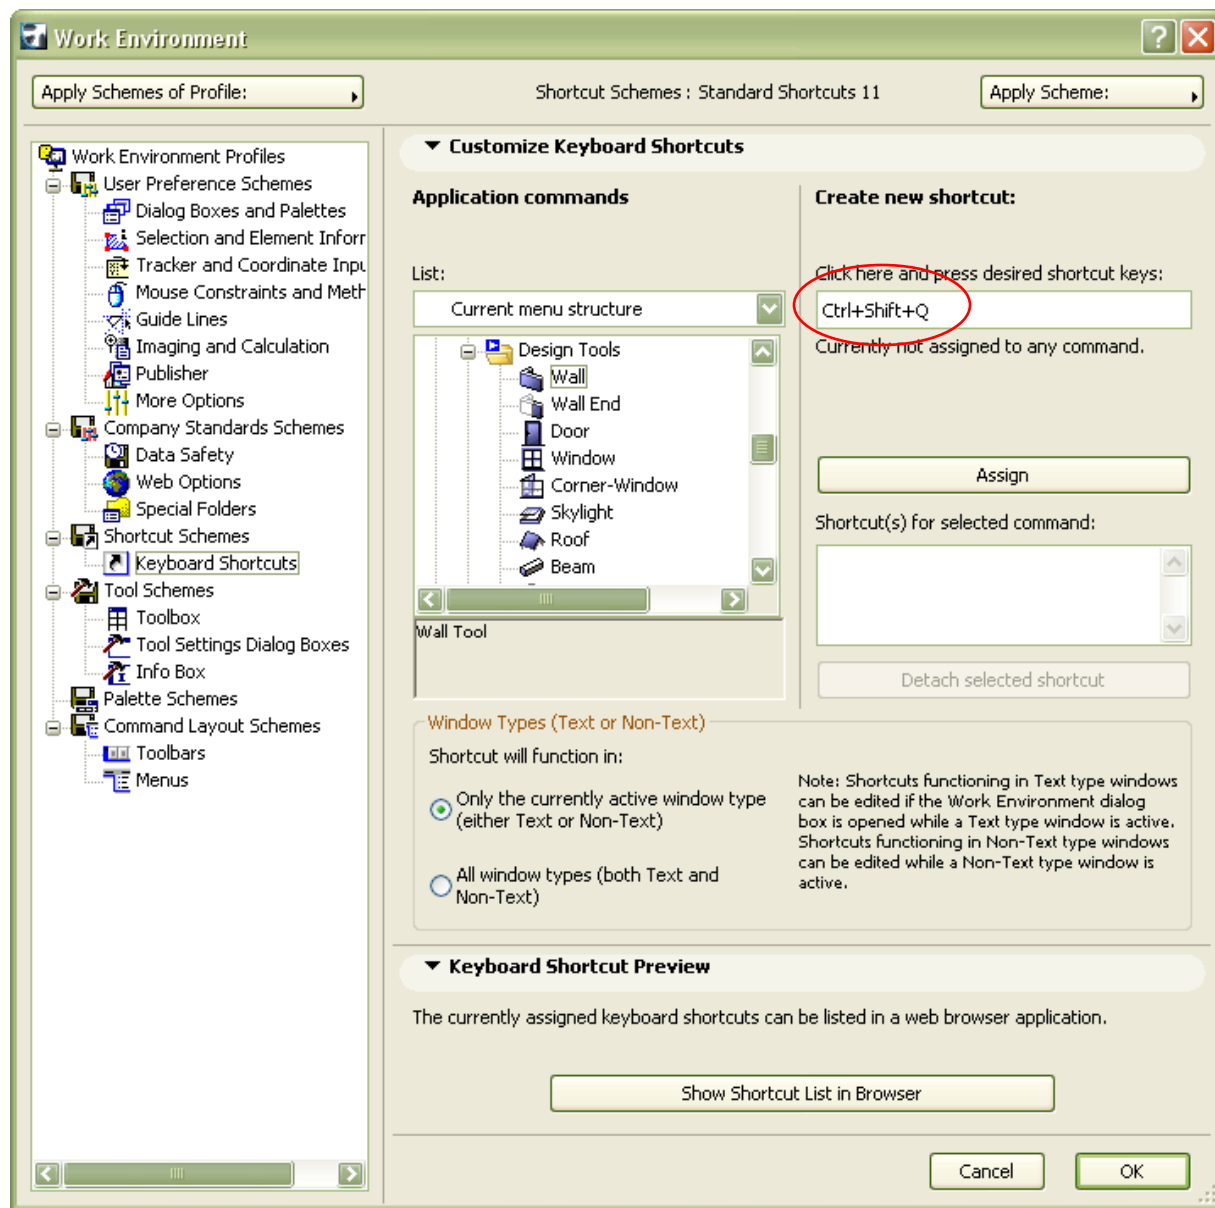 Work Environment
Apply Schemes of Profile:
Shortcut Schemes : Standard Shortcuts 11
Apply Scheme:
Work Environment Profiles
User Preference Schemes
Dialog Boxes and Palettes
Selection and Element Inforr
Tracker and Coordinate Inpu
Mouse Constraints and Meth
Guide Lines
Imaging and Calculation
Publisher
More Options
Company Standards Schemes
Data Safety
Web Options
Special Folders
Shortcut Schemes
Keyboard Shortcuts
Tool Schemes
Toolbox
Tool Settings Dialog Boxes
Info Box
Palette Schemes
Command Layout Schemes
Toolbars
Menus
Customize Keyboard Shortcuts
Application commands
List:
Current menu structure
Design Tools
Wall
Wall End
Door
Window
Corner-Window
Skylight
Roof
Beam
Wall Tool
Create new shortcut:
Click here and press desired shortcut keys:
Ctrl+Shift+Q
Currently not assigned to any command.
Assign
Shortcut(s) for selected command:
Detach selected shortcut
Window Types (Text or Non-Text)
Shortcut will function in:
Only the currently active window type
(either Text or Non-Text)
All window types (both Text and
Non-Text)
Note: Shortcuts functioning in Text type windows
can be edited if the Work Environment dialog
box is opened while a Text type window is active.
Shortcuts functioning in Non-Text type windows
can be edited while a Non-Text type window is
active.
Keyboard Shortcut Preview
The currently assigned keyboard shortcuts can be listed in a web browser application.
Show Shortcut List in Browser
Cancel
OK